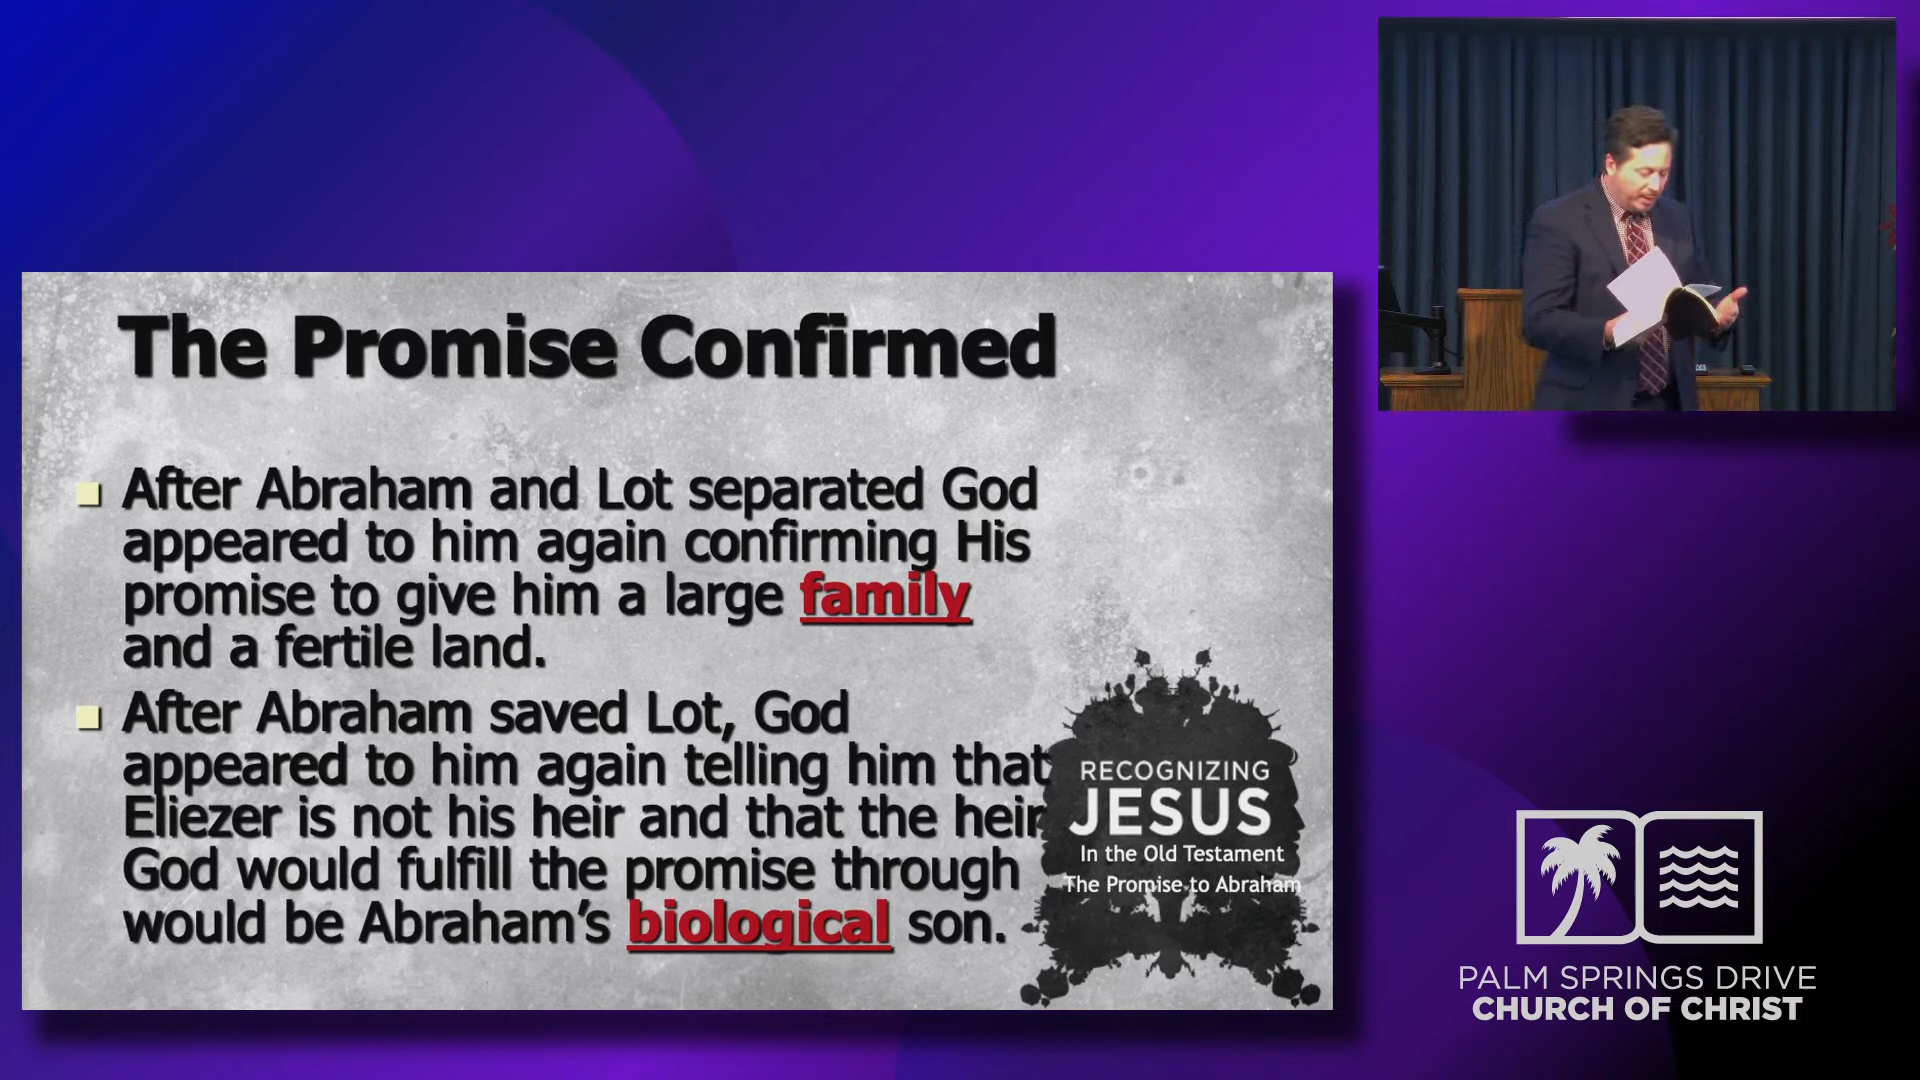 The Promise Confirmed
After Abraham and Lot separated God
appeared to him again confirming His
promise to give him a large family
and a fertile land.
After Abraham saved Lot, God
appeared to him again telling him that
Eliezer is not his heir and that the heir
God would fulfill the promise through
would be Abraham’s biological son.
RECOGNIZING
JESUS
In the Old Testament
The Promise to Abraham
PALM SPRINGS DRIVE
CHURCH OF CHRIST